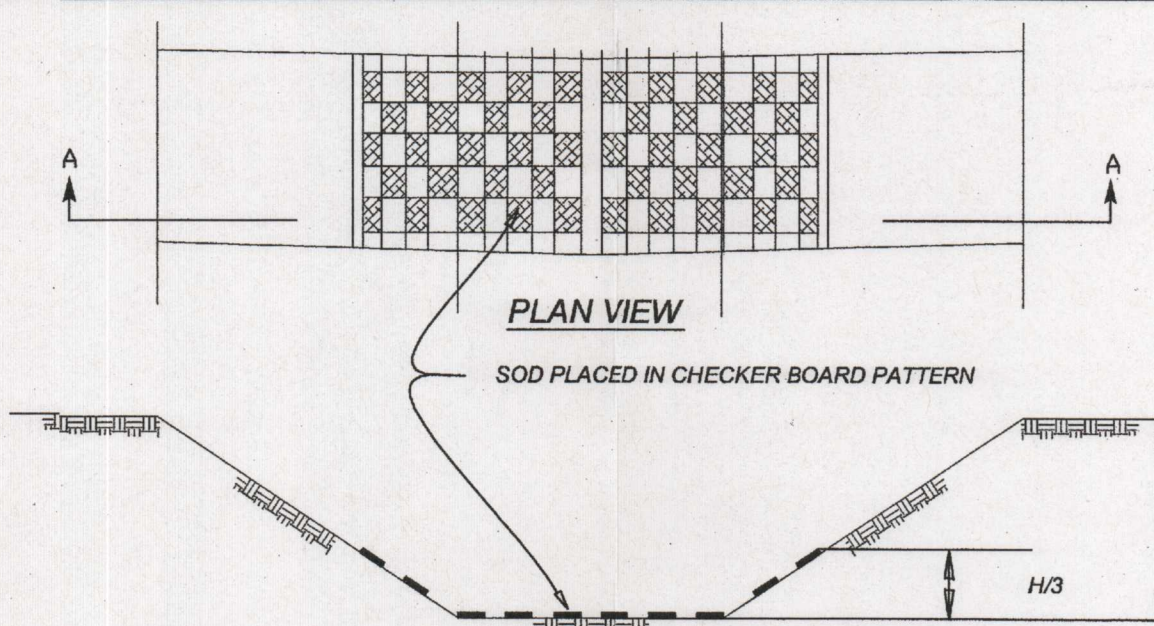 A
A
PLAN VIEW
SOD PLACED IN CHECKER BOARD PATTERN
H/3